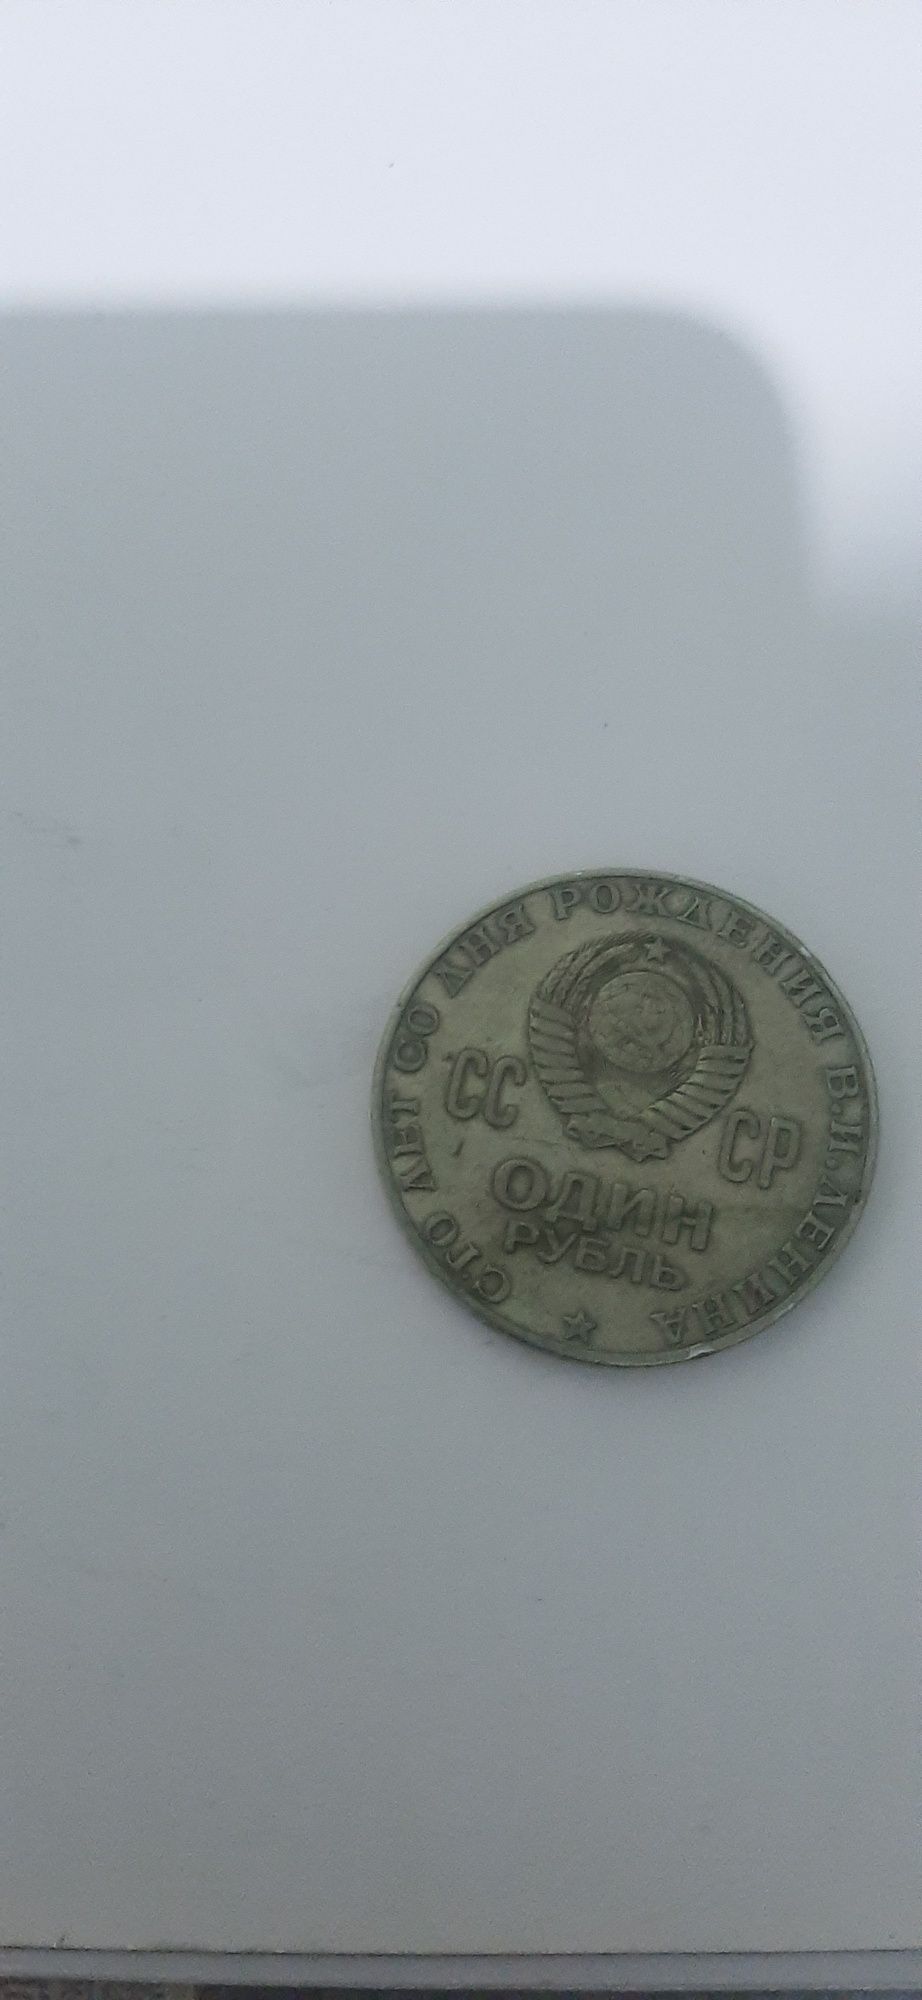 СТО ЛЕТ СО ДНЯ РОЖДЕНИЯ В.И.ЛЕНИНА
СС СР
ОДИН
РУБЛЬ